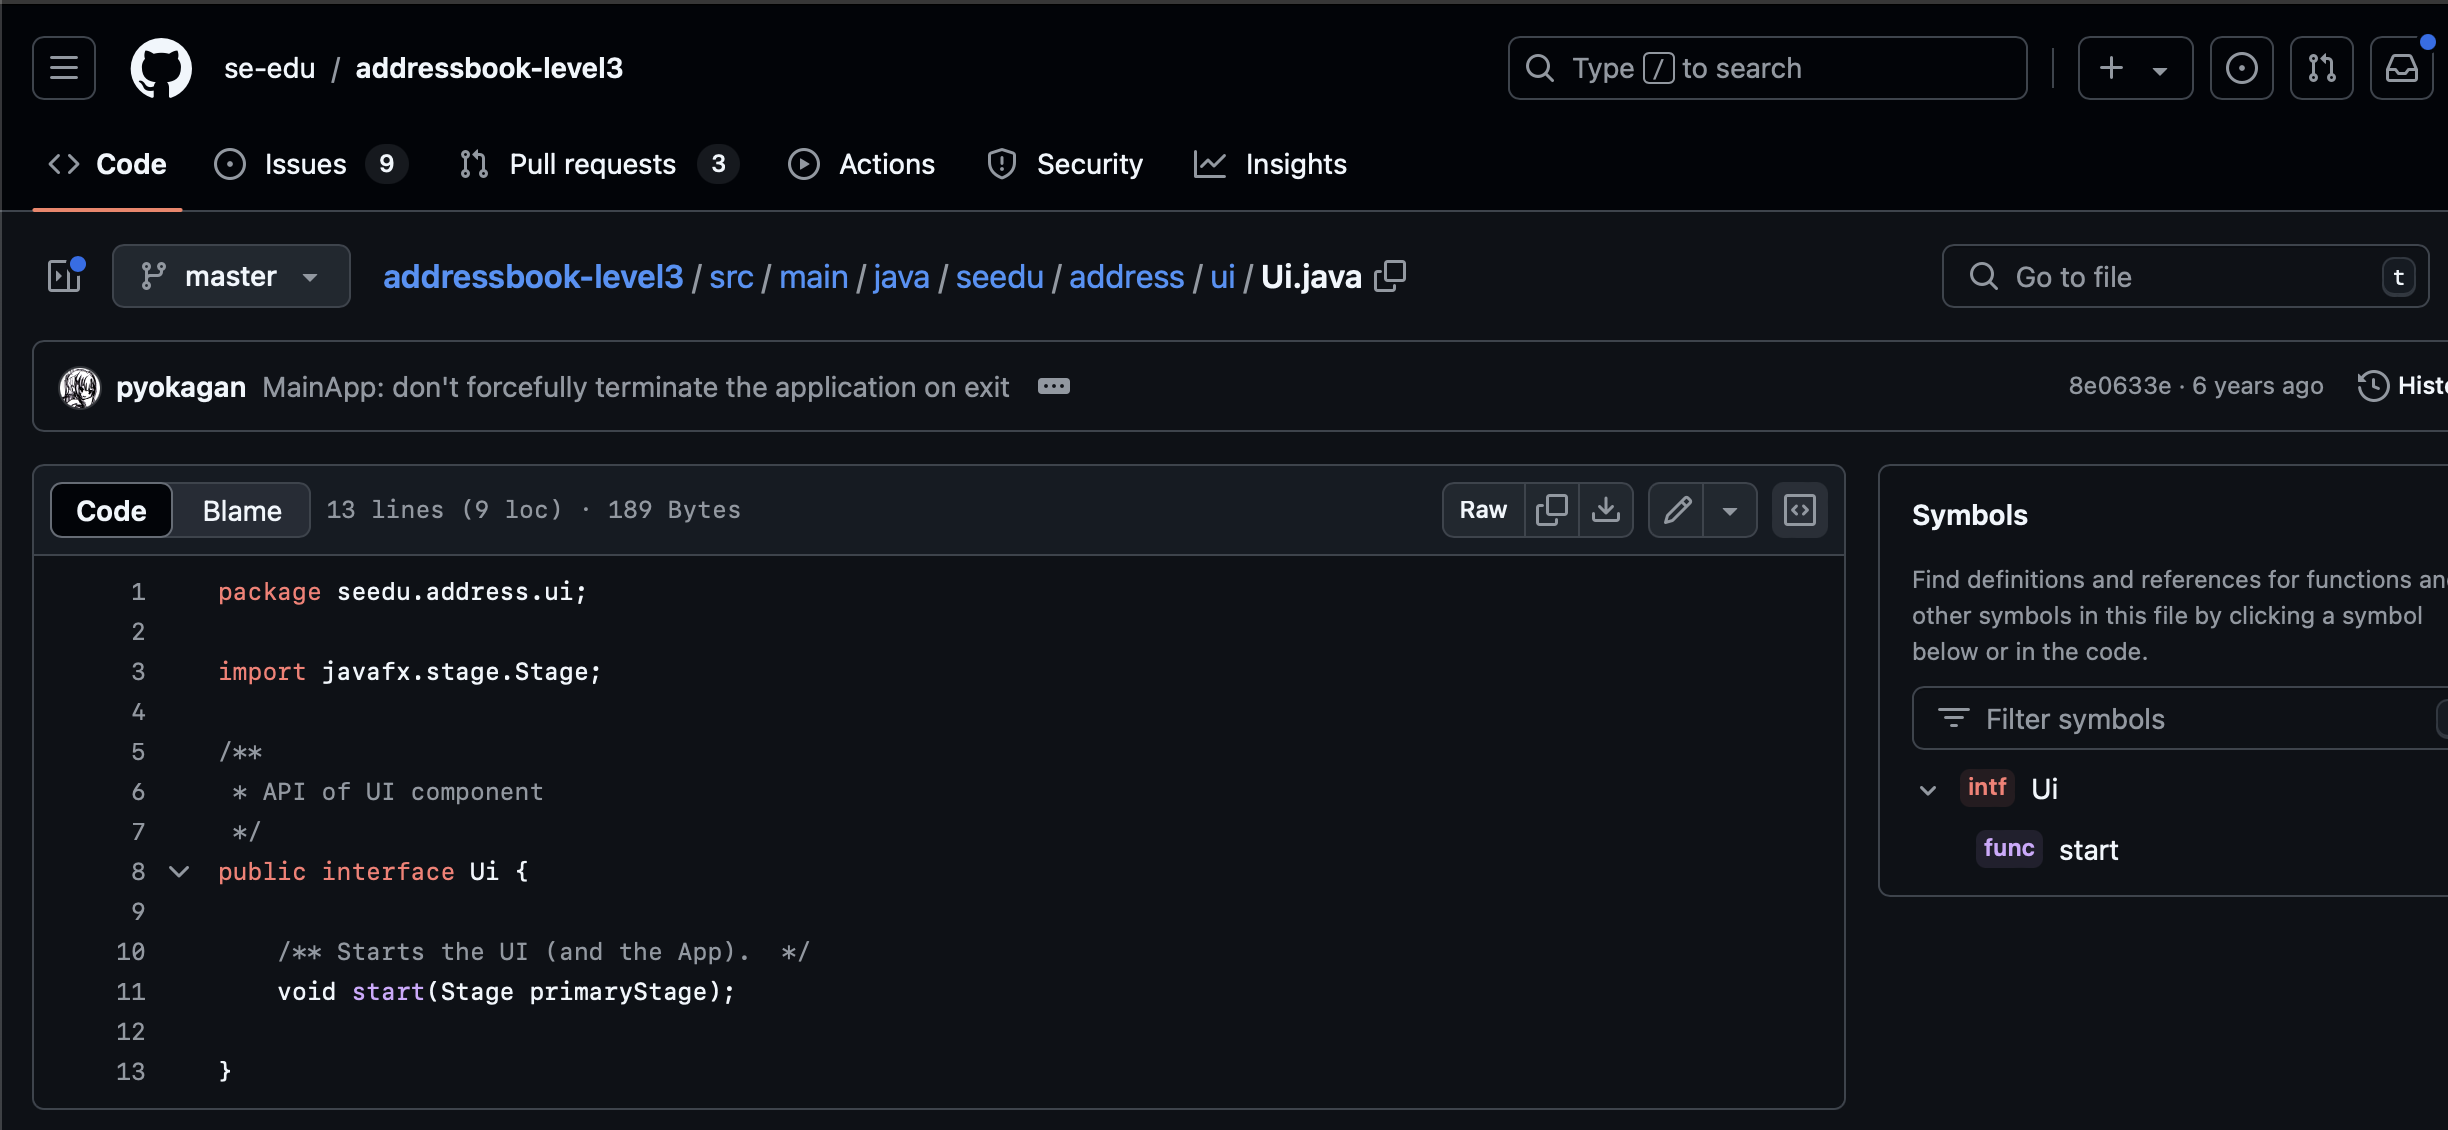 se-edu / addressbook-level3
Type / to search
Code
Issues 9
Pull requests 3
Actions
Security
Insights
master
addressbook-level3 / src / main / java / seedu / address / ui / Ui.java
Go to file t
pyokagan MainApp: don't forcefully terminate the application on exit
8e0633e · 6 years ago
Code Blame 13 lines (9 loc) · 189 Bytes
Raw
1 package seedu.address.ui;
2
3 import javafx.stage.Stage;
4
5 /**
6  * API of UI component
7  */
8 public interface Ui {
9
10     /** Starts the UI (and the App).  */
11     void start(Stage primaryStage);
12
13 }
Symbols
Find definitions and references for functions
other symbols in this file by clicking a symbol
below or in the code.
Filter symbols
intf Ui
func start